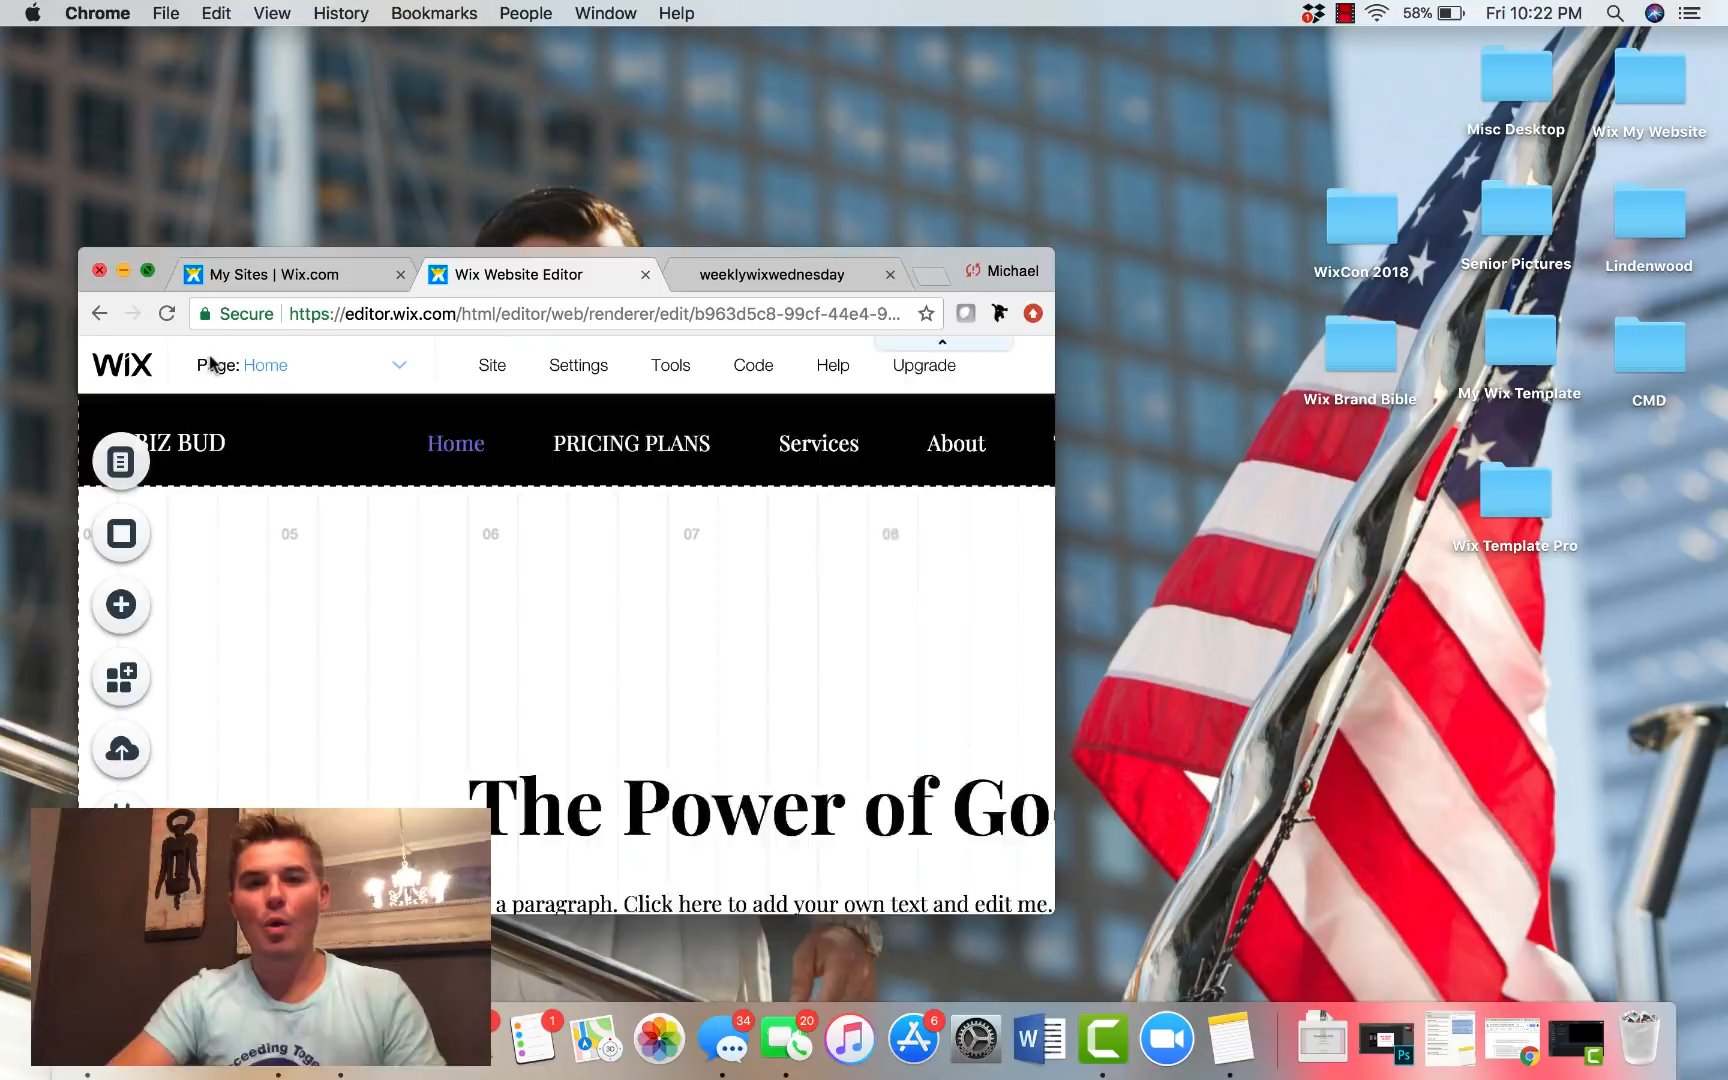 Chrome File Edit View History Bookmarks People Window Help
1 58% Fri 10:22 PM
Misc Desktop
Wix My Website
WixCon 2018
Senior Pictures
Lindenwood
Wix Brand Bible
My Wix Template
CMD
Wix Template Pro
My Sites | Wix.com
Wix Website Editor
weeklywixwednesday
Michael
Secure https://editor.wix.com/html/editor/web/renderer/edit/b963d5c8-99cf-44e4-9...
WiX Page: Home Site Settings Tools Code Help Upgrade
BIZ BUD Home PRICING PLANS Services About
05 06 07 08
The Power of Go
a paragraph. Click here to add your own text and edit me.
1 3D 34 20 6 W C Ps C